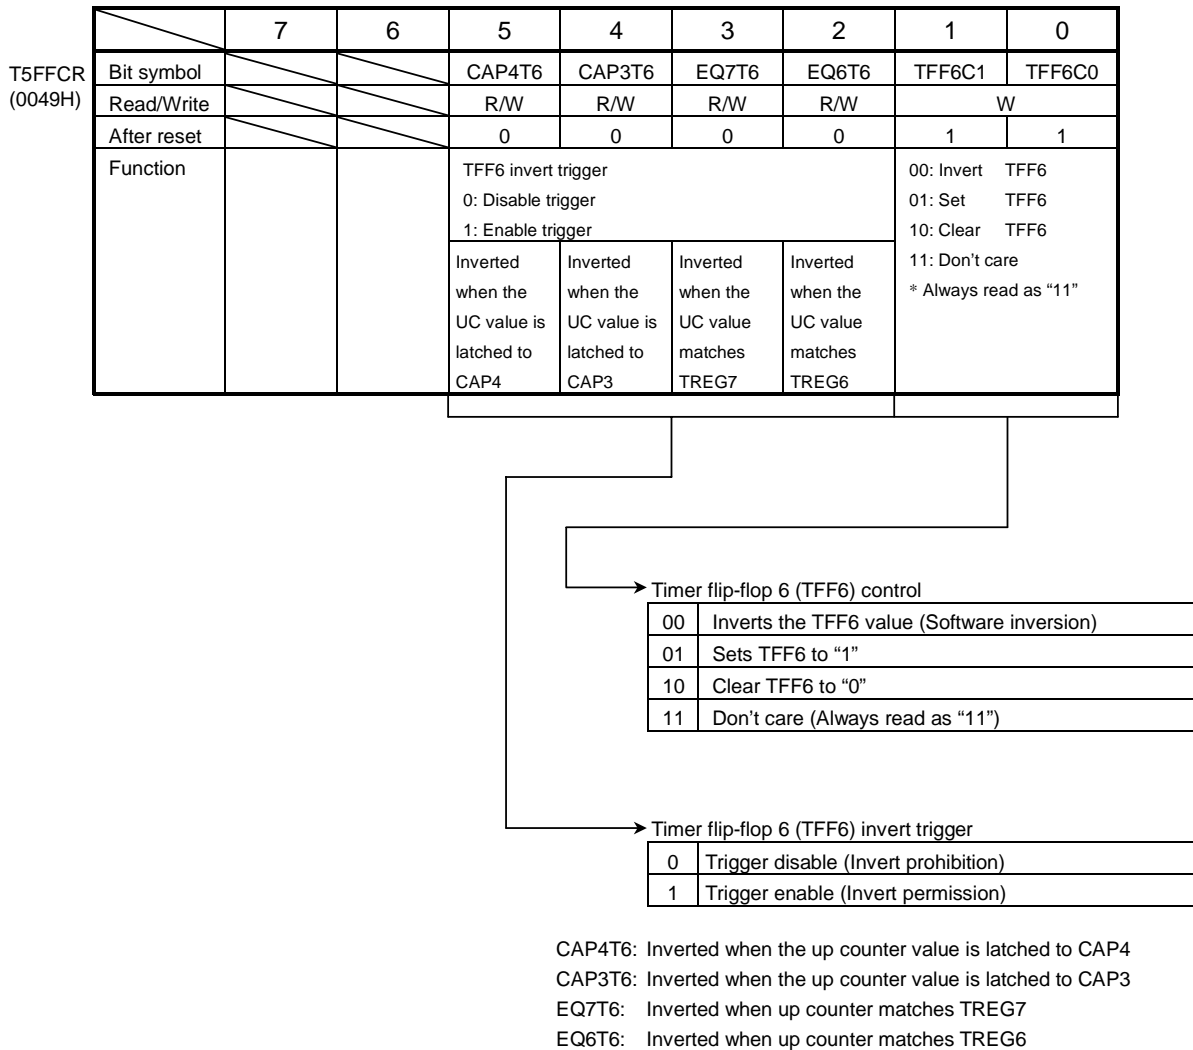 7 6 5 4 3 2 1 0
T5FFCR
(0049H)
Bit symbol CAP4T6 CAP3T6 EQ7T6 EQ6T6 TFF6C1 TFF6C0
Read/Write R/W R/W R/W R/W W
After reset 0 0 0 0 1 1
Function
TFF6 invert trigger
0: Disable trigger
1: Enable trigger
Inverted
when the
UC value is
latched to
CAP4
Inverted
when the
UC value is
latched to
CAP3
Inverted
when the
UC value
matches
TREG7
Inverted
when the
UC value
matches
TREG6
00: Invert TFF6
01: Set TFF6
10: Clear TFF6
11: Don’t care
* Always read as “11”
Timer flip-flop 6 (TFF6) control
00 Inverts the TFF6 value (Software inversion)
01 Sets TFF6 to “1”
10 Clear TFF6 to “0”
11 Don’t care (Always read as “11”)
Timer flip-flop 6 (TFF6) invert trigger
0 Trigger disable (Invert prohibition)
1 Trigger enable (Invert permission)
CAP4T6: Inverted when the up counter value is latched to CAP4
CAP3T6: Inverted when the up counter value is latched to CAP3
EQ7T6: Inverted when up counter matches TREG7
EQ6T6: Inverted when up counter matches TREG6